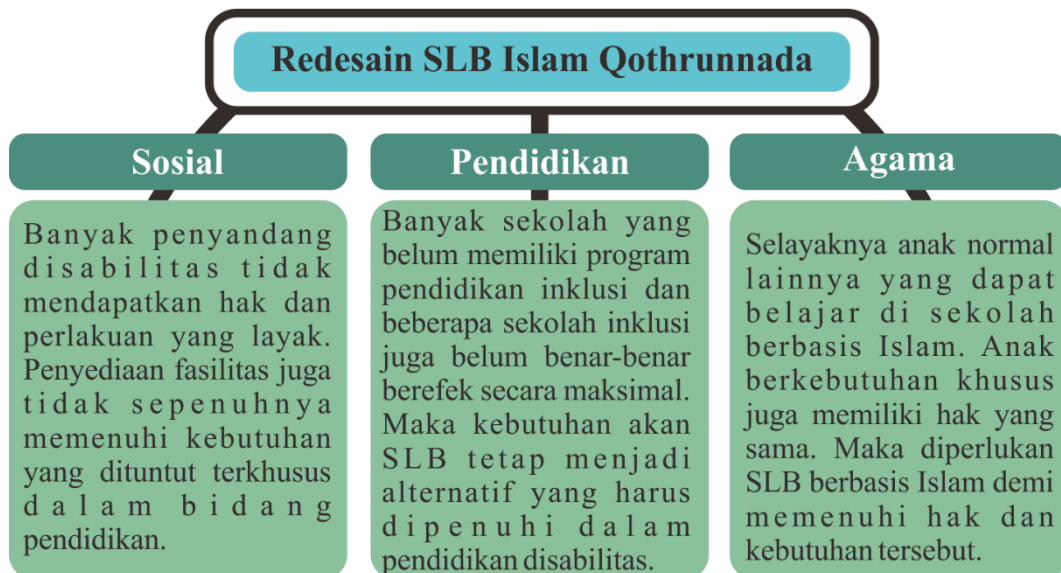 Redesain SLB Islam Qothrunnada
Sosial
Banyak penyandang
disabilitas tidak
mendapatkan hak dan
perlakuan yang layak.
Penyediaan fasilitas juga
tidak sepenuhnya
memenuhi kebutuhan
yang dituntut terkhusus
dalam bidang
pendidikan.
Pendidikan
Banyak sekolah yang
belum memiliki program
pendidikan inklusi dan
beberapa sekolah inklusi
juga belum benar-benar
berefek secara maksimal.
Maka kebutuhan akan
SLB tetap menjadi
alternatif yang harus
dipenuhi dalam
pendidikan disabilitas.
Agama
Selayaknya anak normal
lainnya yang dapat
belajar di sekolah
berbasis Islam. Anak
berkebutuhan khusus
juga memiliki hak yang
sama. Maka diperlukan
SLB berbasis Islam demi
memenuhi hak dan
kebutuhan tersebut.